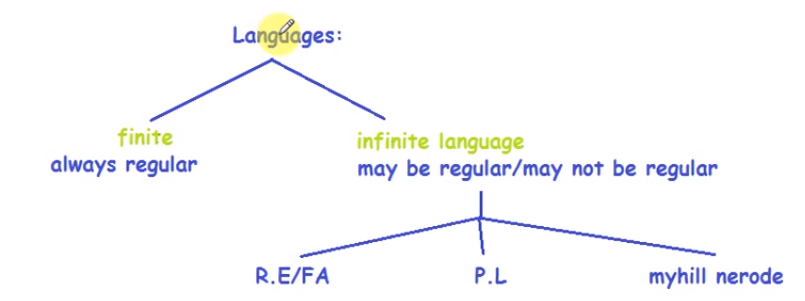 Languages:
finite
always regular
infinite language
may be regular/may not be regular
R.E/FA
P.L
myhill nerode